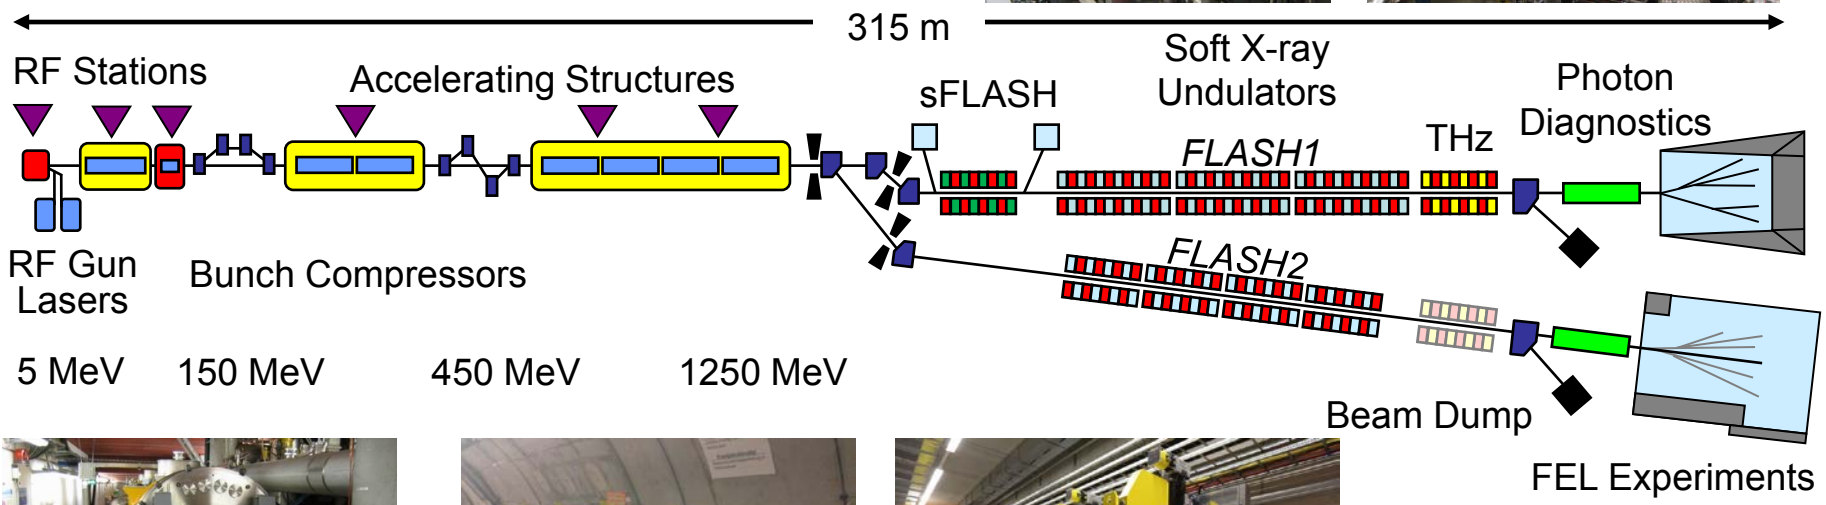 315 m
RF Stations
Accelerating Structures
sFLASH
Soft X-ray
Undulators
Photon
Diagnostics
THz
FLASH1
RF Gun
Lasers
Bunch Compressors
FLASH2
5 MeV
150 MeV
450 MeV
1250 MeV
Beam Dump
FEL Experiments